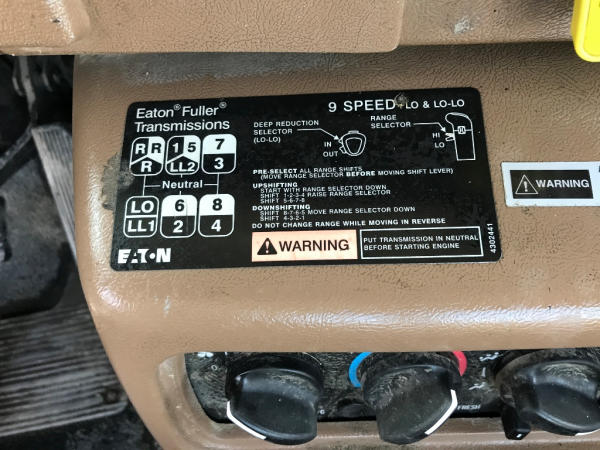 Eaton® Fuller®
Transmissions
9 SPEED + LO & LO-LO
DEEP REDUCTION
SELECTOR
(LO-LO)
IN
OUT
RANGE
SELECTOR
HI
LO
R R 1 5 7
R LL2 3
Neutral
LO 6 8
LL1 2 4
PRE-SELECT ALL RANGE SHIFTS
(MOVE RANGE SELECTOR BEFORE MOVING SHIFT LEVER)
UPSHIFTING
START WITH RANGE SELECTOR DOWN
SHIFT 1-2-3-4 RAISE RANGE SELECTOR
SHIFT 5-6-7-8
DOWNSHIFTING
SHIFT 8-7-6-5 MOVE RANGE SELECTOR DOWN
SHIFT 4-3-2-1
DO NOT CHANGE RANGE WHILE MOVING IN REVERSE
WARNING
PUT TRANSMISSION IN NEUTRAL
BEFORE STARTING ENGINE
EATON
4302441
WARNING
FRESH